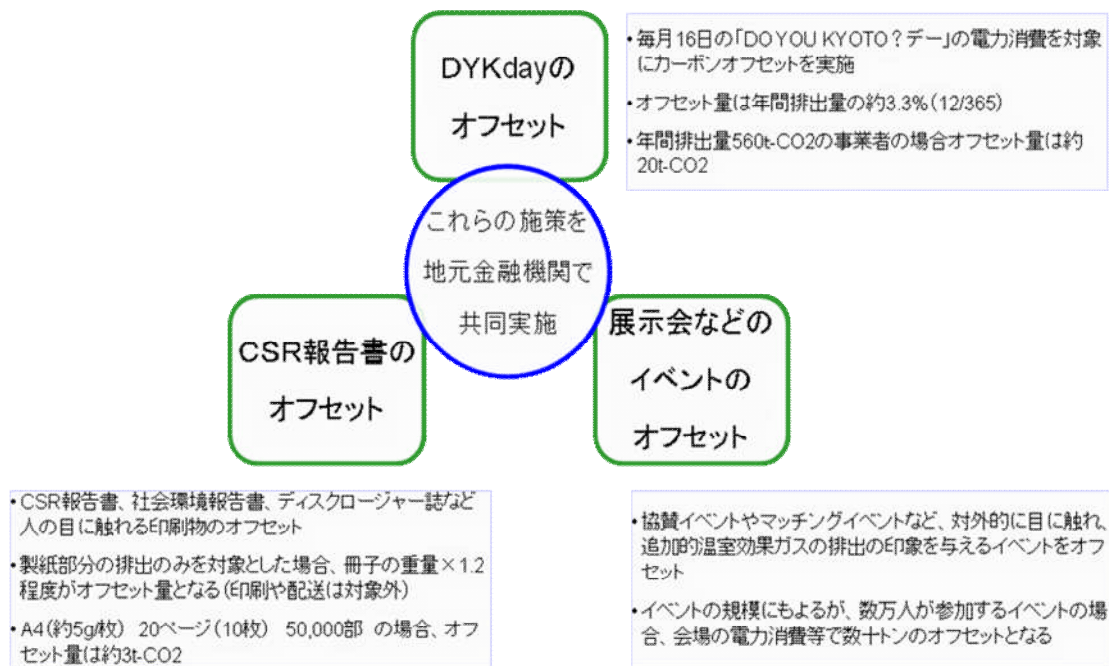 DYKdayの
オフセット
・毎月16日の「DO YOU KYOTO？デー」の電力消費を対象
にカーボンオフセットを実施
・オフセット量は年間排出量の約3.3%（12/365）
・年間排出量560t-CO2の事業者の場合オフセット量は約
20t-CO2
これらの施策を
地元金融機関で
共同実施
CSR報告書の
オフセット
展示会などの
イベントの
オフセット
・CSR報告書、社会環境報告書、ディスクロージャー誌など
人の目に触れる印刷物のオフセット
・製紙部分の排出のみを対象とした場合、冊子の重量×1.2
程度がオフセット量となる（印刷や配送は対象外）
・A4（約5g/枚）　20ページ（10枚）　50,000部　の場合、オフ
セット量は約3t-CO2
・協賛イベントやマッチングイベントなど、対外的に目に触れ、
追加的温室効果ガスの排出の印象を与えるイベントをオフ
セット
・イベントの規模にもよるが、数万人が参加するイベントの場
合、会場の電力消費等で数十トンのオフセットとなる